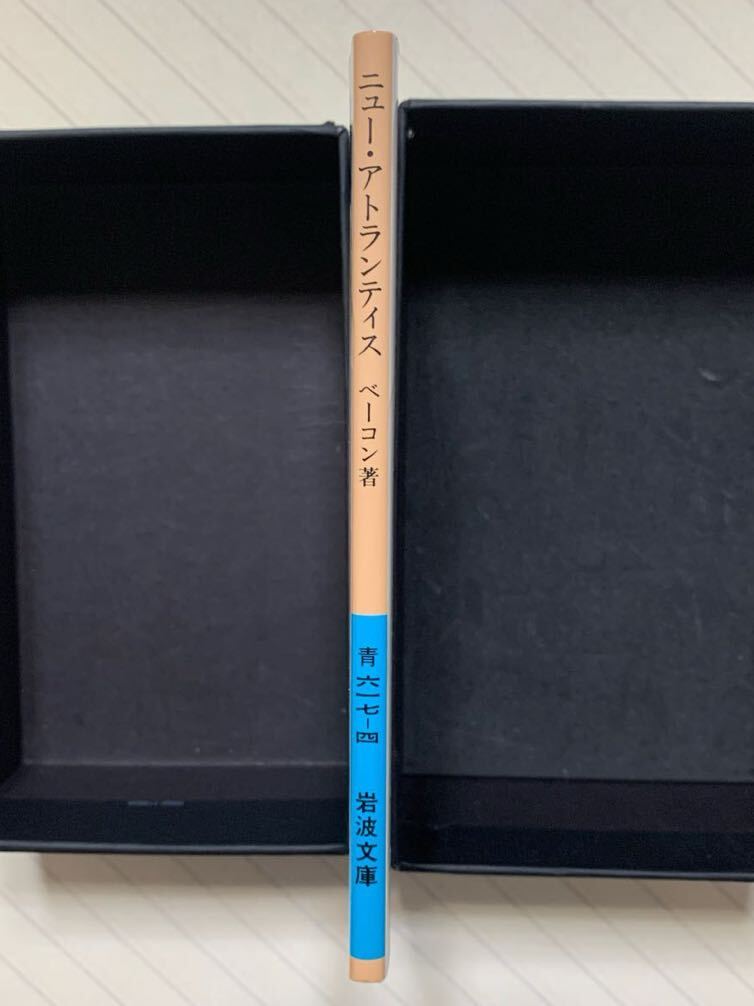 ニュー・アトランティス ベーコン著
青六一七-四
岩波文庫